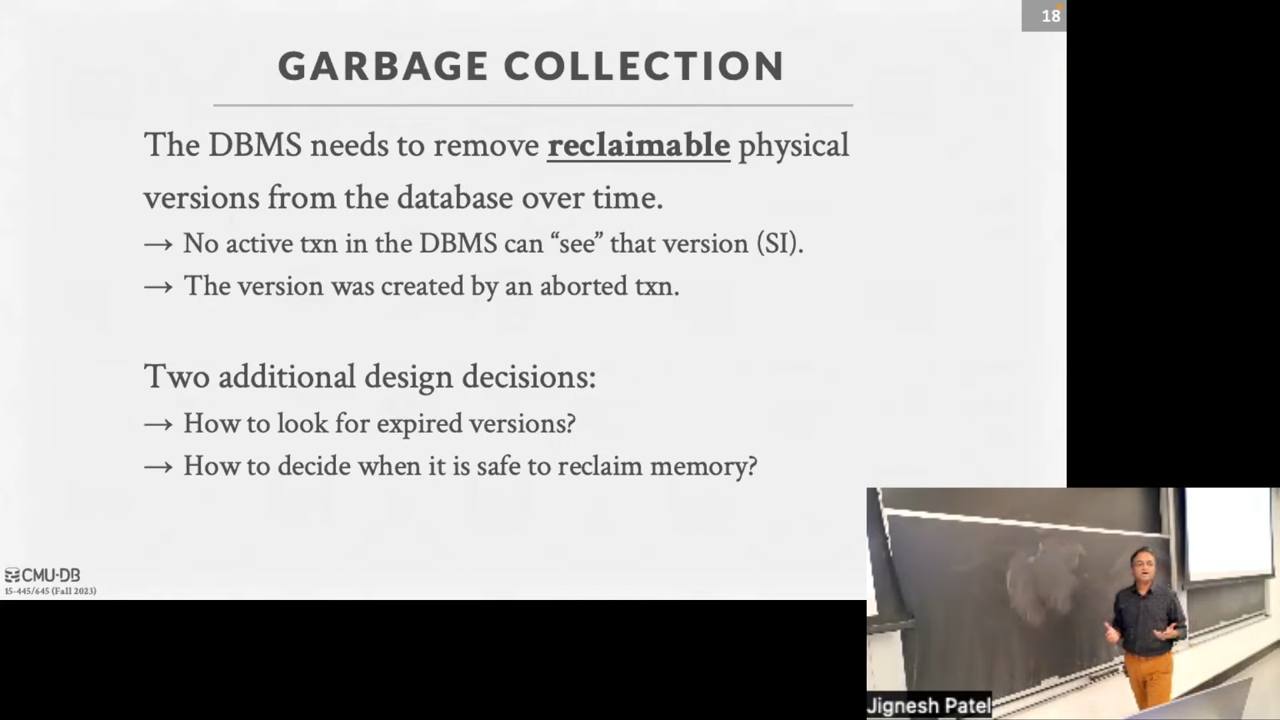 18
GARBAGE COLLECTION
The DBMS needs to remove reclaimable physical
versions from the database over time.
→ No active txn in the DBMS can “see” that version (SI).
→ The version was created by an aborted txn.
Two additional design decisions:
→ How to look for expired versions?
→ How to decide when it is safe to reclaim memory?
CMU·DB
15-445/645 (Fall 2023)
Jignesh Patel